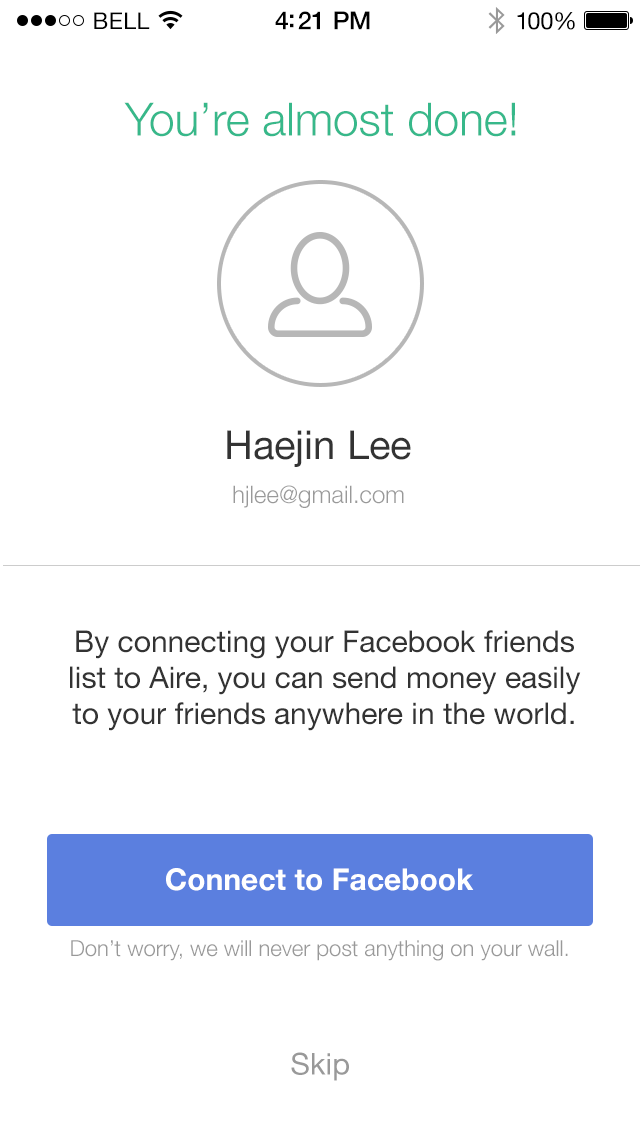 BELL 4:21 PM 100%
You’re almost done!
Haejin Lee
hjlee@gmail.com
By connecting your Facebook friends
list to Aire, you can send money easily
to your friends anywhere in the world.
Connect to Facebook
Don’t worry, we will never post anything on your wall.
Skip